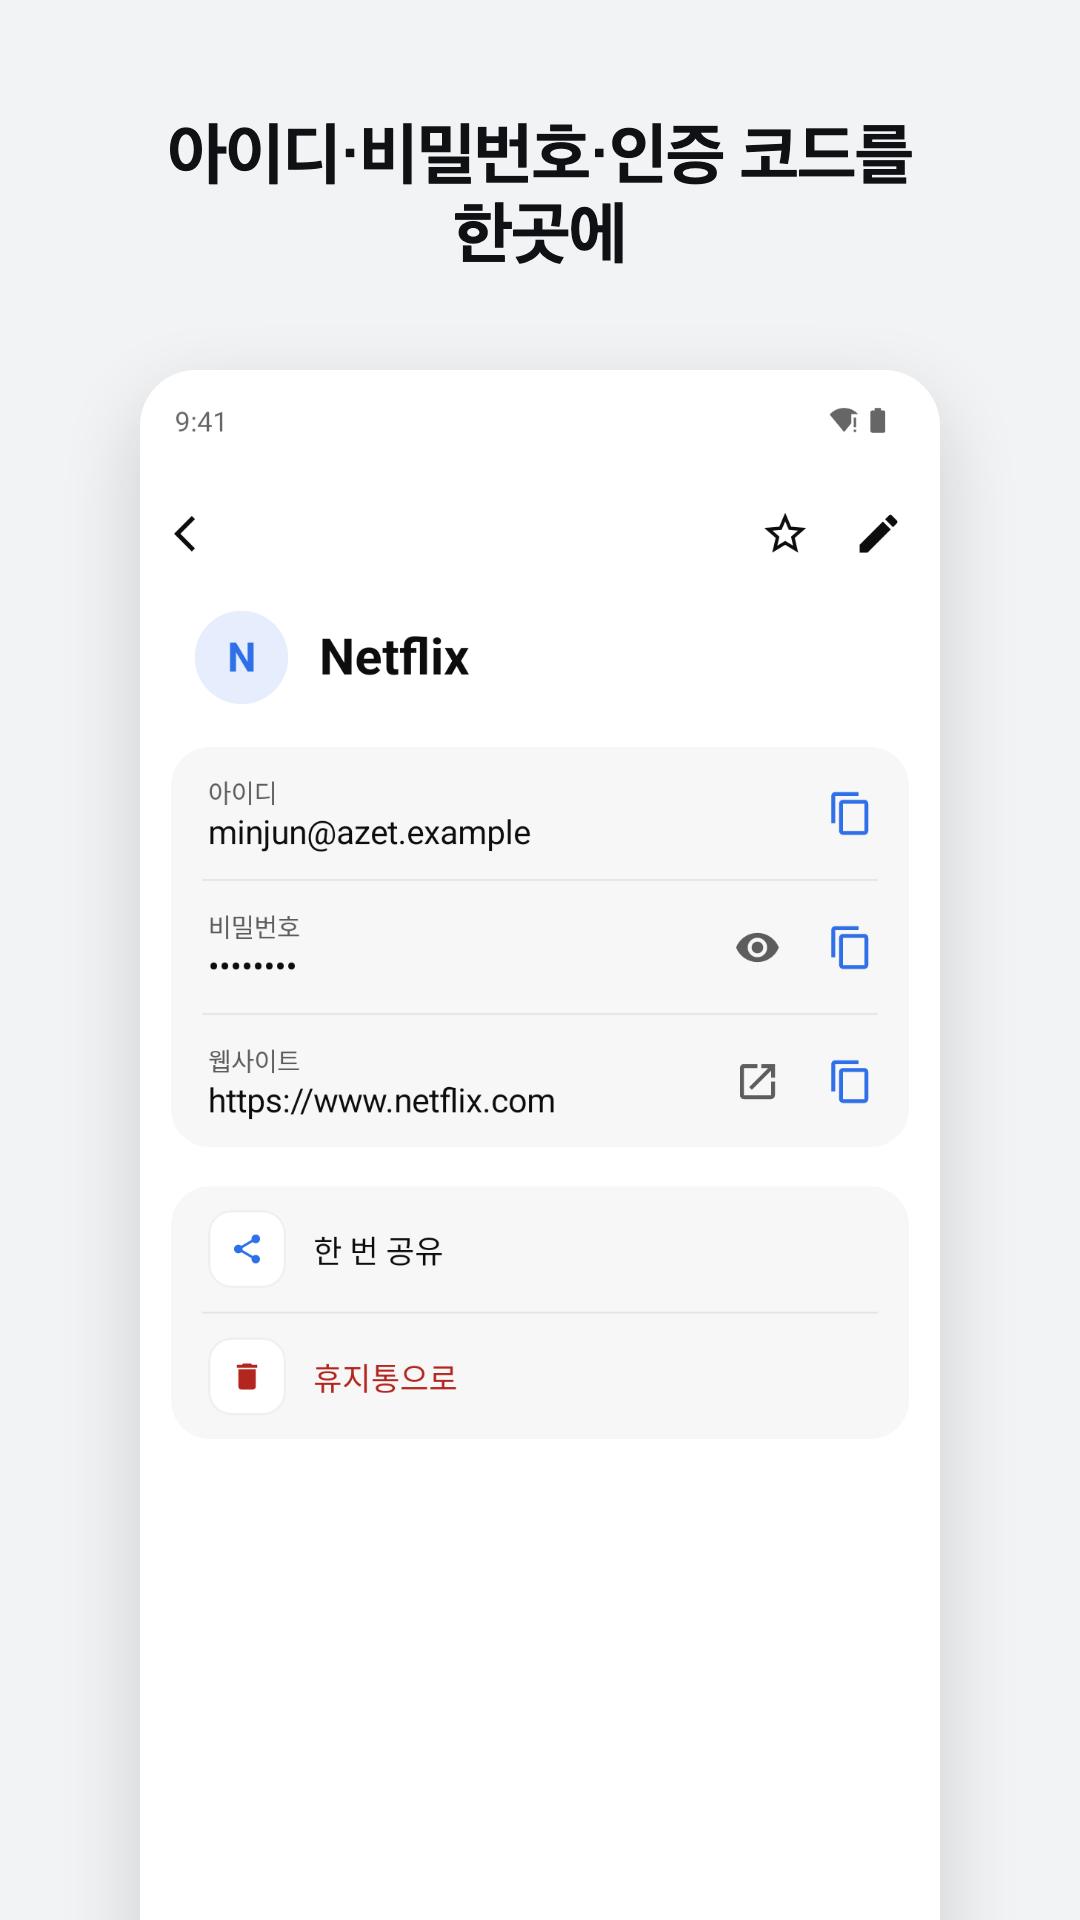 아이디·비밀번호·인증 코드를
한곳에
9:41
N
Netflix
아이디
minjun@azet.example
비밀번호
••••••••
웹사이트
https://www.netflix.com
한 번 공유
휴지통으로